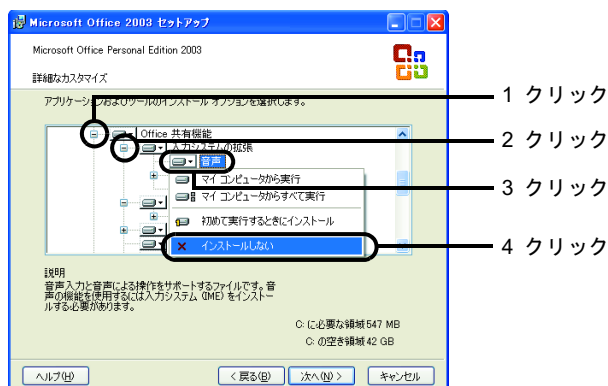 Microsoft Office 2003 セットアップ
Microsoft Office Personal Edition 2003
詳細なカスタマイズ
アプリケーションおよびツールのインストール オプションを選択します。
1 クリック
Office 共有機能
2 クリック
入力システムの拡張
音声
マイ コンピュータから実行
3 クリック
マイ コンピュータからすべて実行
初めて実行するときにインストール
インストールしない
4 クリック
説明
音声入力と音声による操作をサポートするファイルです。音
声の機能を使用するには入力システム (IME) をインストー
ルする必要があります。
C: に必要な領域 547 MB
C: の空き領域 42 GB
ヘルプ(H)
< 戻る(B)
次へ(N) >
キャンセル